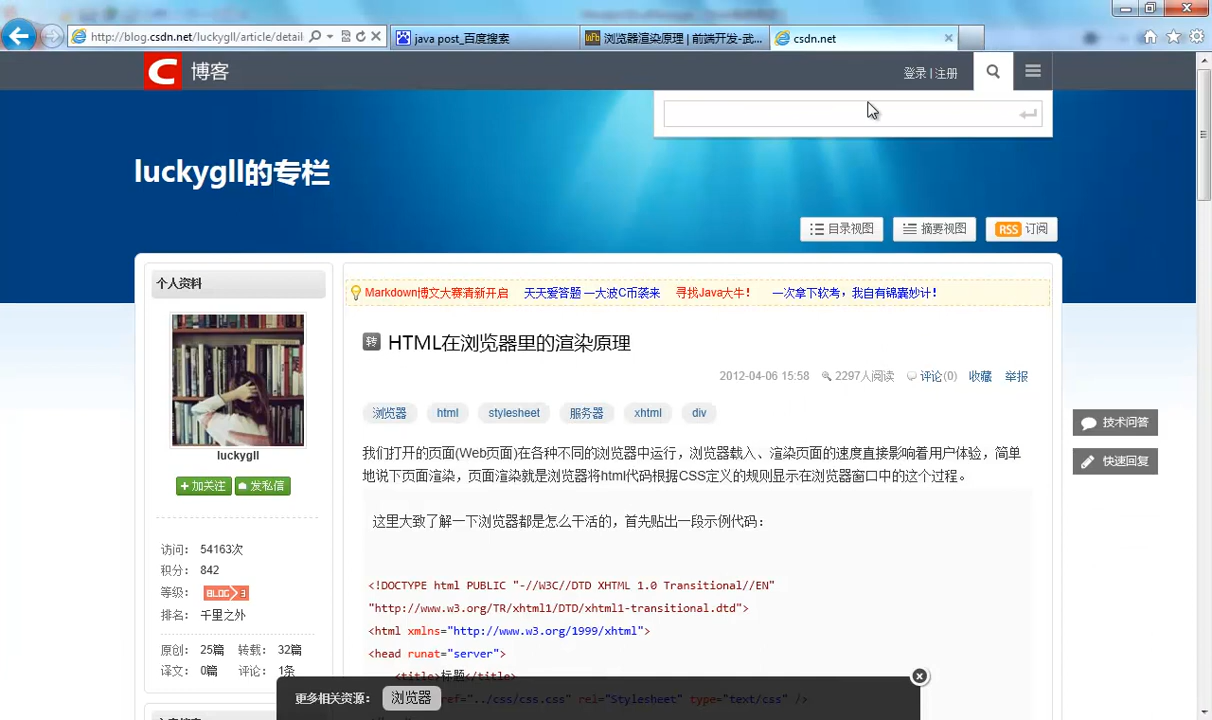 http://blog.csdn.net/luckygll/article/detail
java post_百度搜索
浏览器渲染原理 | 前端开发-武...
csdn.net
C 博客
登录 | 注册
luckygll的专栏
目录视图
摘要视图
RSS 订阅
个人资料
Markdown博文大赛清新开启 天天爱答题 一大波C币袭来 寻找Java大牛! 一次拿下软考,我自有锦囊妙计!
转 HTML在浏览器里的渲染原理
2012-04-06 15:58 2297人阅读 评论(0) 收藏 举报
浏览器 html stylesheet 服务器 xhtml div
luckygll
加关注 发私信
我们打开的页面(Web页面)在各种不同的浏览器中运行,浏览器载入、渲染页面的速度直接影响着用户体验,简单
地说下页面渲染,页面渲染就是浏览器将html代码根据CSS定义的规则显示在浏览器窗口中的这个过程。
这里大致了解一下浏览器都是怎么干活的,首先贴出一段示例代码:
<!DOCTYPE html PUBLIC "-//W3C//DTD XHTML 1.0 Transitional//EN"
"http://www.w3.org/TR/xhtml1/DTD/xhtml1-transitional.dtd">
<html xmlns="http://www.w3.org/1999/xhtml">
<head runat="server">
<title>标题</title>
ref="../css/css.css" rel="Stylesheet" type="text/css" />
访问: 54163次
积分: 842
等级: BLOG 3
排名: 千里之外
原创: 25篇 转载: 32篇
译文: 0篇 评论: 1条
技术问答
快速回复
更多相关资源: 浏览器